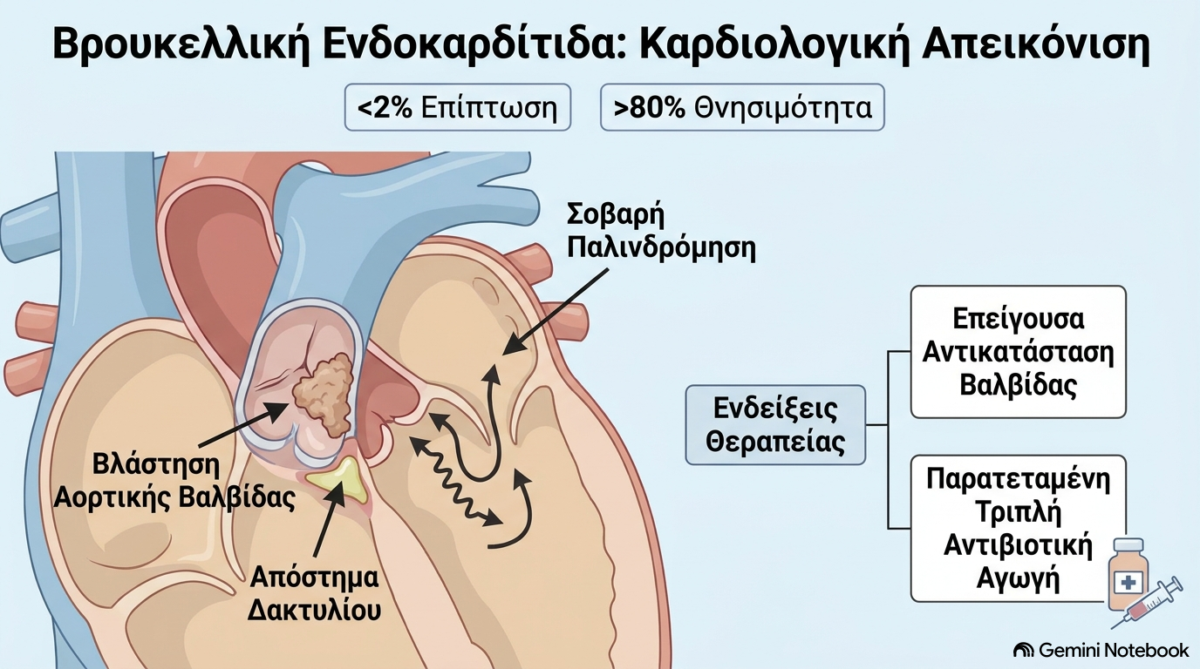 Βρουκελλική Ενδοκαρδίτιδα: Καρδιολογική Απεικόνιση
<2% Επίπτωση
>80% Θνησιμότητα
Σοβαρή
Παλινδρόμηση
Βλάστηση
Αορτικής Βαλβίδας
Απόστημα
Δακτυλίου
Ενδείξεις
Θεραπείας
Επείγουσα
Αντικατάσταση
Βαλβίδας
Παρατεταμένη
Τριπλή
Αντιβιοτική
Αγωγή
Gemini Notebook